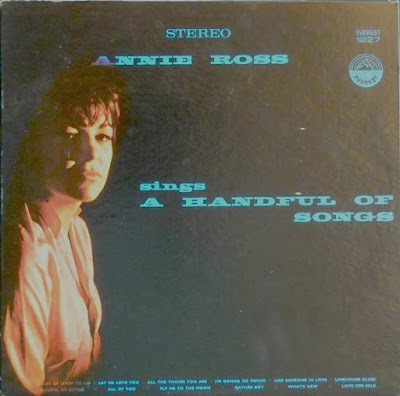 STEREO
EVEREST
1227
ANNIE ROSS
EVEREST
sings
A HANDFUL OF
SONGS
LET ME LOVE YOU • ALL THE THINGS YOU ARE • I'M GONNA GO FISHIN' • LIKE SOMEONE IN LOVE • LIMEHOUSE BLUES
ALL OF YOU • FLY ME TO THE MOON • NATURE BOY • WHAT'S NEW • LOVE FOR SALE